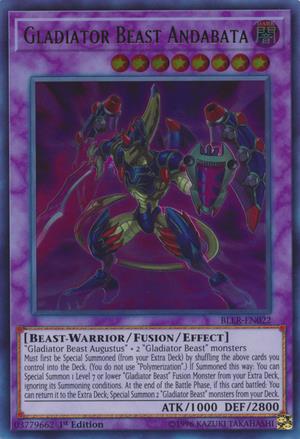 GLADIATOR BEAST ANDABATA
DARK
闇
BLLR-EN022
[BEAST-WARRIOR/FUSION/EFFECT]
"Gladiator Beast Augustus" + 2 "Gladiator Beast" monsters
Must first be Special Summoned (from your Extra Deck) by shuffling the above cards you
control into the Deck. (You do not use "Polymerization".) If Summoned this way: You can
Special Summon 1 Level 7 or lower "Gladiator Beast" Fusion Monster from your Extra Deck,
ignoring its Summoning conditions. At the end of the Battle Phase, if this card battled: You
can return it to the Extra Deck; Special Summon 2 "Gladiator Beast" monsters from your Deck.
ATK/1000 DEF/2800
03779662 1st Edition ©1996 KAZUKI TAKAHASHI